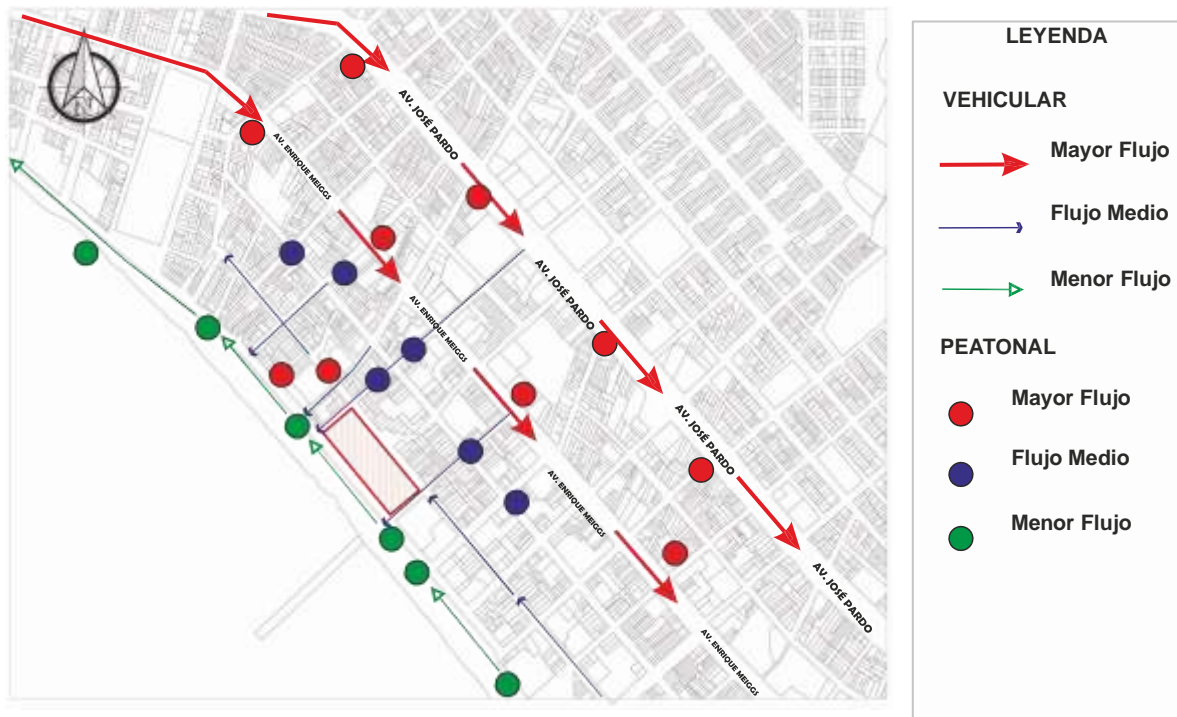 AV. JOSÉ PARDO
AV. ENRIQUE MEIGGS
AV. JOSÉ PARDO
AV. ENRIQUE MEIGGS
AV. JOSÉ PARDO
AV. ENRIQUE MEIGGS
AV. JOSÉ PARDO
AV. ENRIQUE MEIGGS
LEYENDA
VEHICULAR
Mayor Flujo
Flujo Medio
Menor Flujo
PEATONAL
Mayor Flujo
Flujo Medio
Menor Flujo